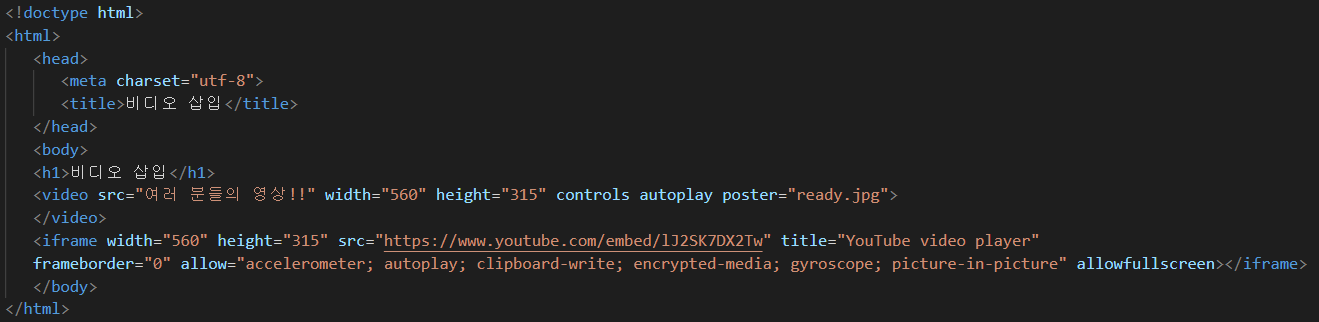 <!doctype html>
<html>
<head>
<meta charset="utf-8">
<title>비디오 삽입</title>
</head>
<body>
<h1>비디오 삽입</h1>
<video src="여러 분들의 영상!!" width="560" height="315" controls autoplay poster="ready.jpg">
</video>
<iframe width="560" height="315" src="https://www.youtube.com/embed/lJ2SK7DX2Tw" title="YouTube video player"
frameborder="0" allow="accelerometer; autoplay; clipboard-write; encrypted-media; gyroscope; picture-in-picture" allowfullscreen></iframe>
</body>
</html>